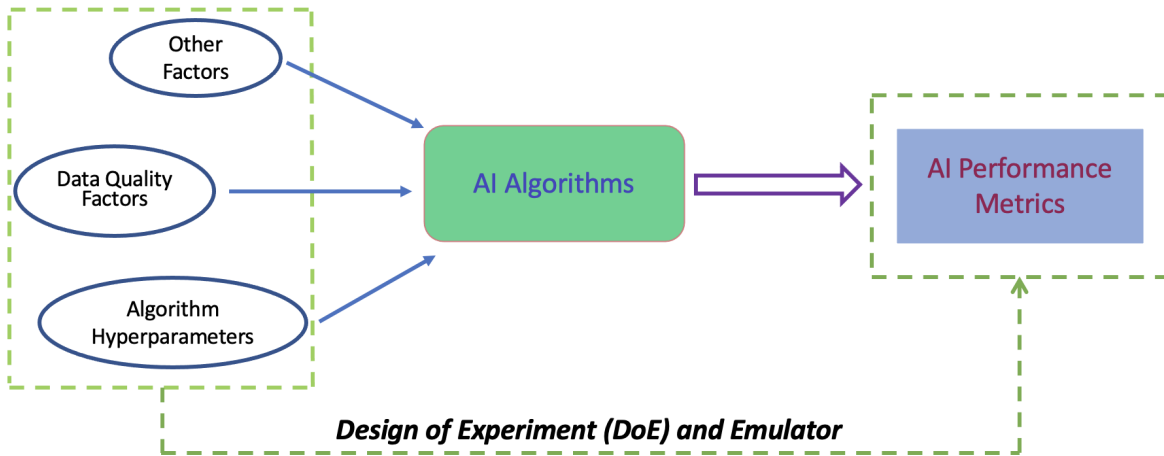 Other
Factors
Data Quality
Factors
Algorithm
Hyperparameters
AI Algorithms
AI Performance
Metrics
Design of Experiment (DoE) and Emulator